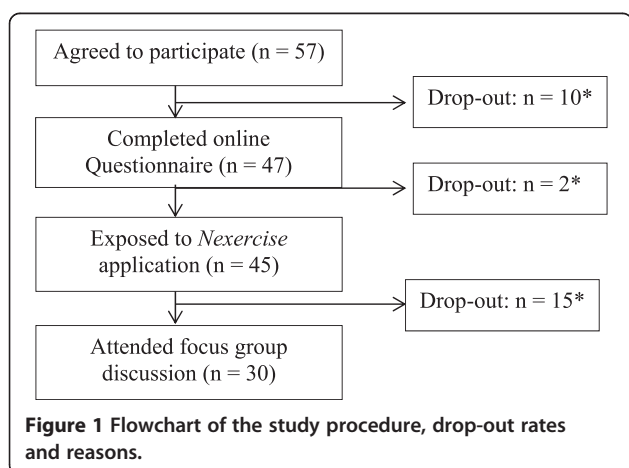 Agreed to participate (n = 57)
Drop-out: n = 10*
Completed online
Questionnaire (n = 47)
Drop-out: n = 2*
Exposed to Nexercise
application (n = 45)
Drop-out: n = 15*
Attended focus group
discussion (n = 30)
Figure 1 Flowchart of the study procedure, drop-out rates
and reasons.